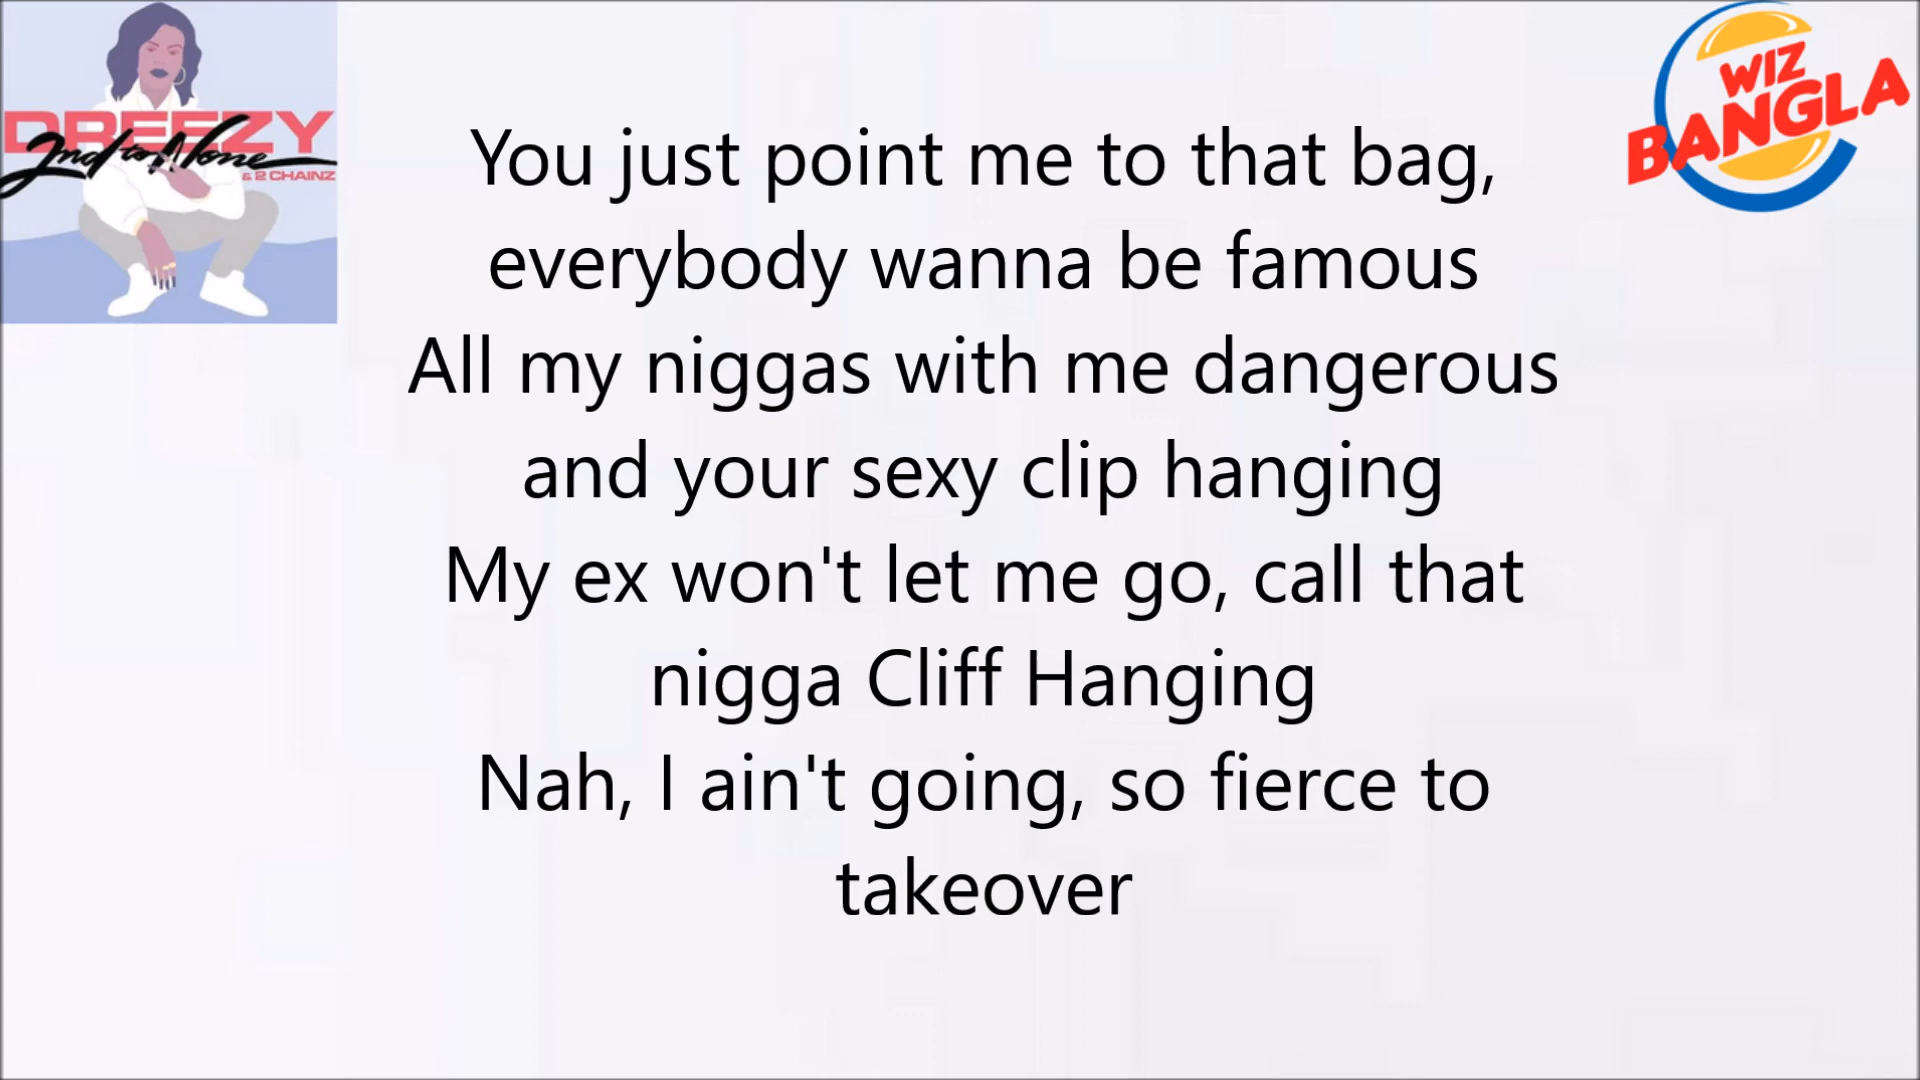 DREEZY
2nd to None
& 2 CHAINZ
WIZ
BANGLA
You just point me to that bag,
everybody wanna be famous
All my niggas with me dangerous
and your sexy clip hanging
My ex won't let me go, call that
nigga Cliff Hanging
Nah, I ain't going, so fierce to
takeover